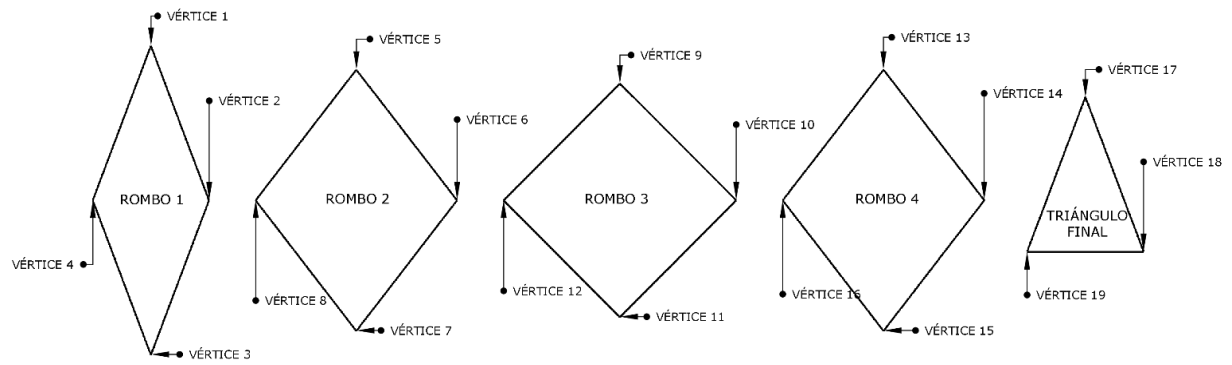 VÉRTICE 1
VÉRTICE 2
ROMBO 1
VÉRTICE 4
VÉRTICE 3
VÉRTICE 5
VÉRTICE 6
ROMBO 2
VÉRTICE 8
VÉRTICE 7
VÉRTICE 9
VÉRTICE 10
ROMBO 3
VÉRTICE 12
VÉRTICE 11
VÉRTICE 13
VÉRTICE 14
ROMBO 4
VÉRTICE 16
VÉRTICE 15
VÉRTICE 17
VÉRTICE 18
TRIÁNGULO
FINAL
VÉRTICE 19